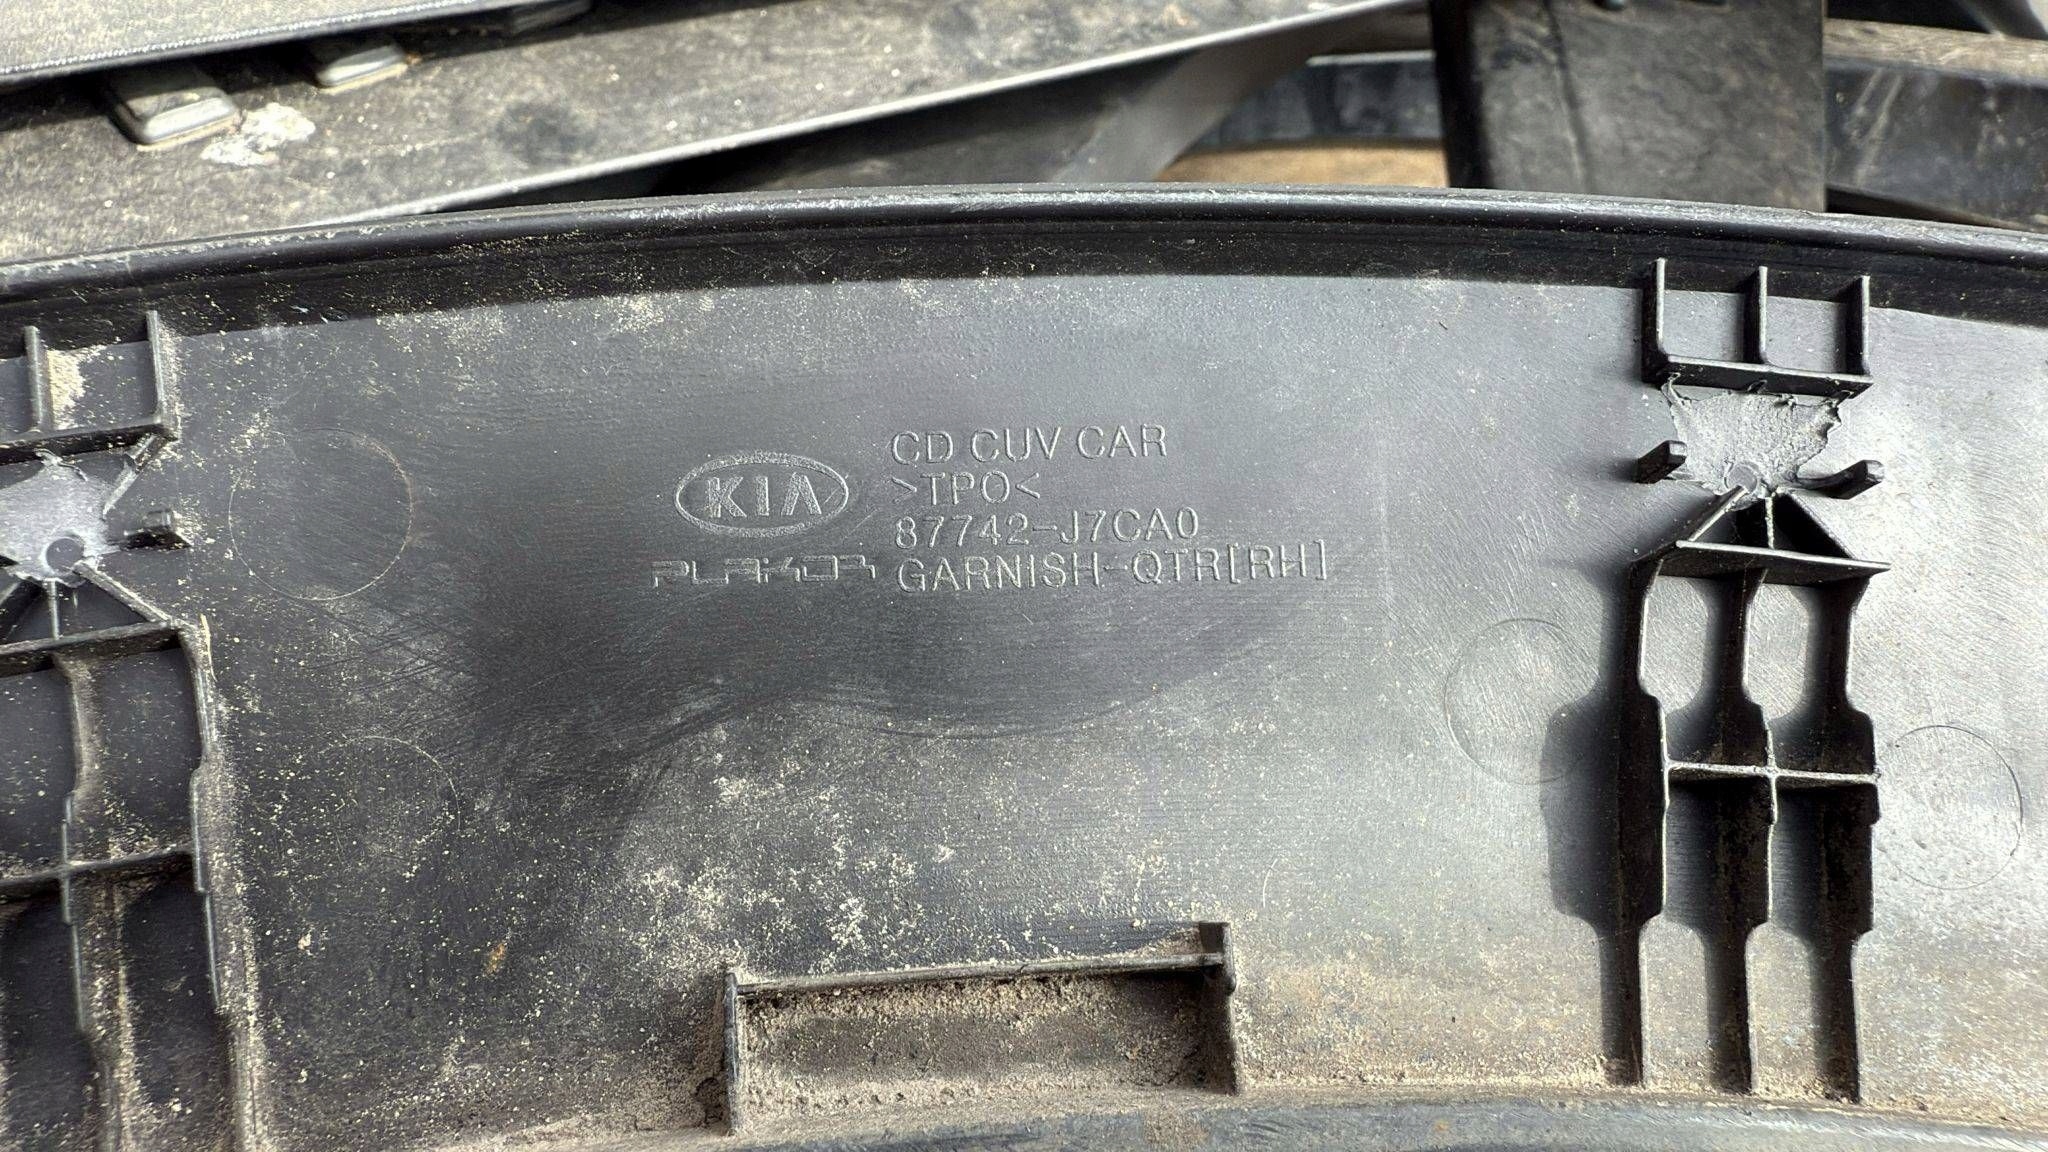 KIA
CD CUV CAR
>TPO<
87742-J7CA0
PLAKOR GARNISH-QTR[RH]